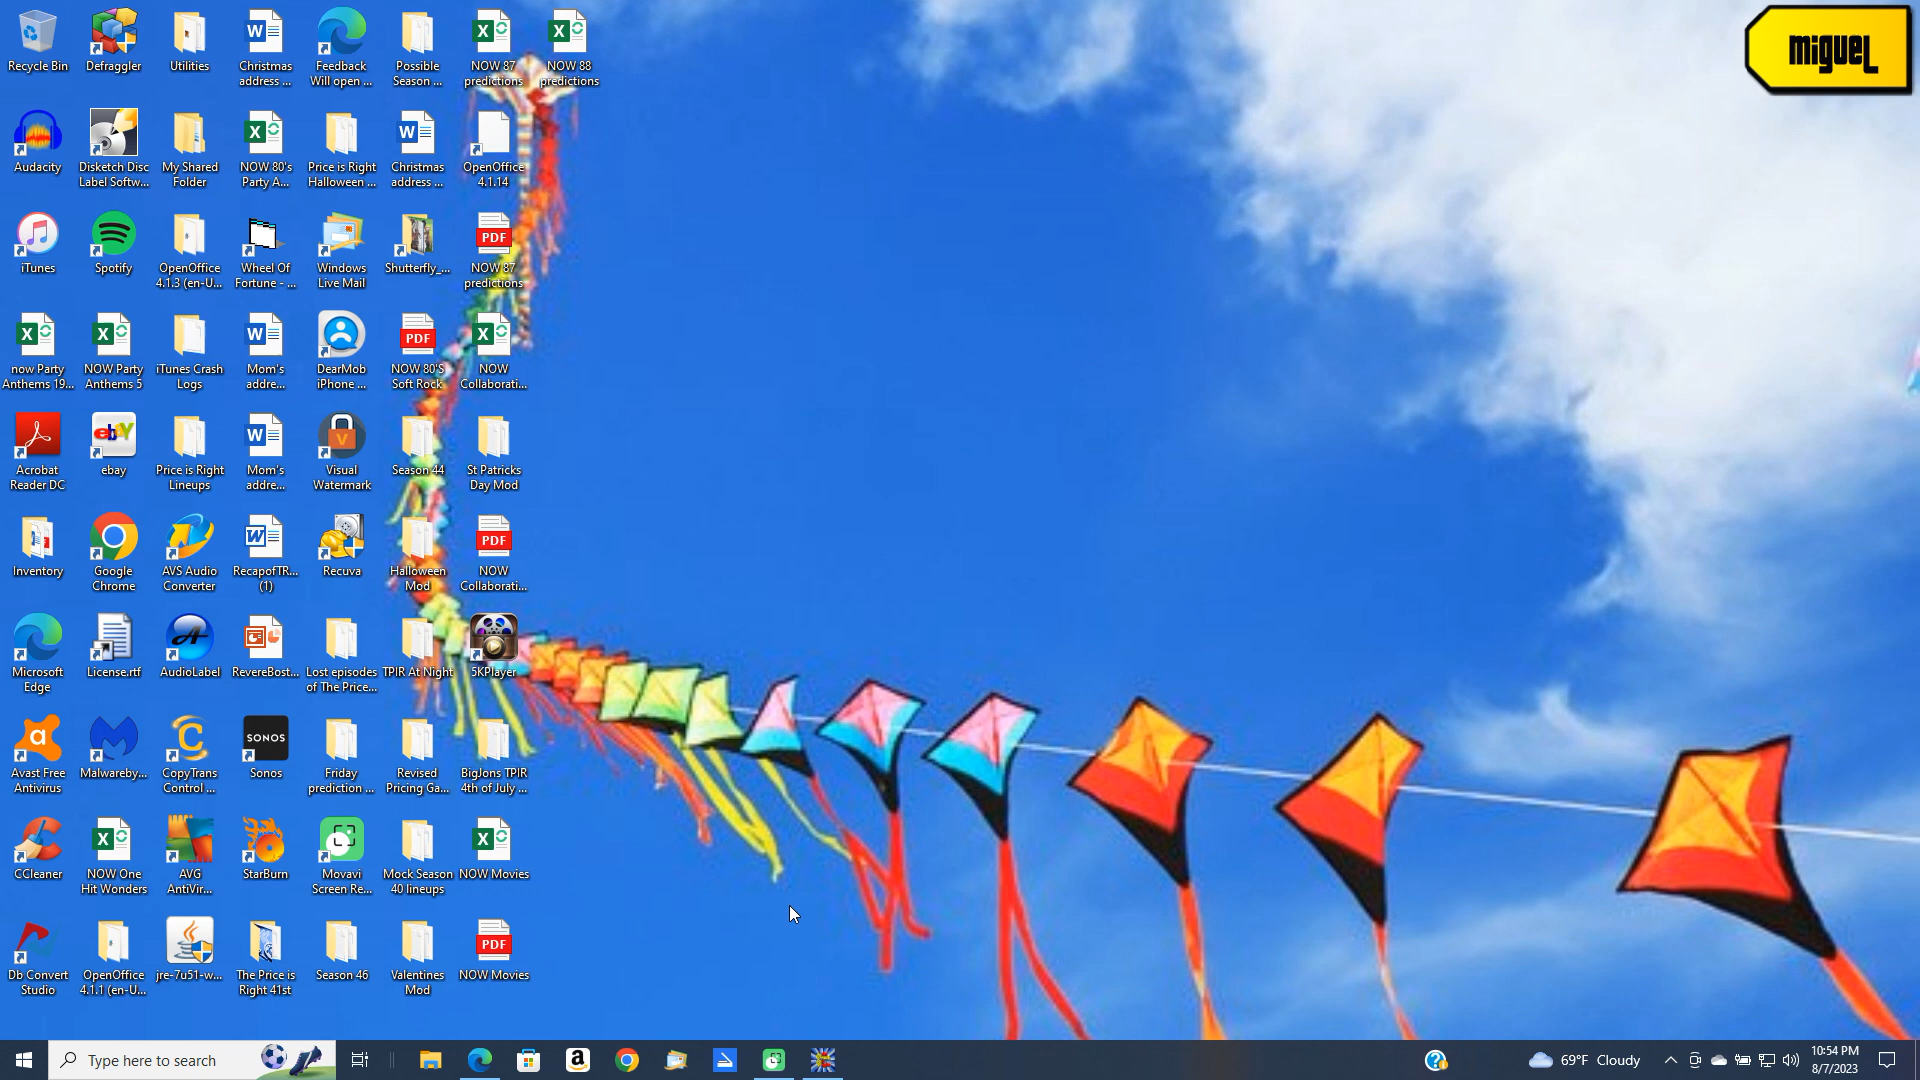 Recycle Bin
Defraggler
Utilities
Christmas
address ...
Feedback
Will open ...
Possible
Season ...
NOW 87
predictions
NOW 88
predictions
miguel
Audacity
Disketch Disc
Label Softw...
My Shared
Folder
NOW 80's
Party A...
Price is Right
Halloween ...
Christmas
address ...
OpenOffice
4.1.14
iTunes
Spotify
OpenOffice
4.1.3 (en-U...
Wheel Of
Fortune - ...
Windows
Live Mail
Shutterfly_...
PDF
NOW 87
predictions
now Party
Anthems 19...
NOW Party
Anthems 5
iTunes Crash
Logs
Mom's
addre...
DearMob
iPhone ...
PDF
NOW 80'S
Soft Rock
NOW
Collaborati...
Acrobat
Reader DC
ebay
ebay
Price is Right
Lineups
Mom's
addre...
Visual
Watermark
Season 44
St Patricks
Day Mod
Inventory
Google
Chrome
AVS Audio
Converter
RecapofTR...
(1)
Recuva
Halloween
Mod
PDF
NOW
Collaborati...
Microsoft
Edge
License.rtf
AudioLabel
RevereBost...
Lost episodes
of The Price...
TPIR At Night
5KPlayer
Avast Free
Antivirus
Malwareby...
CopyTrans
Control ...
SONOS
Sonos
Friday
prediction ...
Revised
Pricing Ga...
BigJons TPIR
4th of July ...
CCleaner
NOW One
Hit Wonders
AVG
AntiVir...
StarBurn
Movavi
Screen Re...
Mock Season
40 lineups
NOW Movies
Db Convert
Studio
OpenOffice
4.1.1 (en-U...
jre-7u51-w...
The Price is
Right 41st
Season 46
Valentines
Mod
PDF
NOW Movies
Type here to search
69°F Cloudy
10:54 PM
8/7/2023